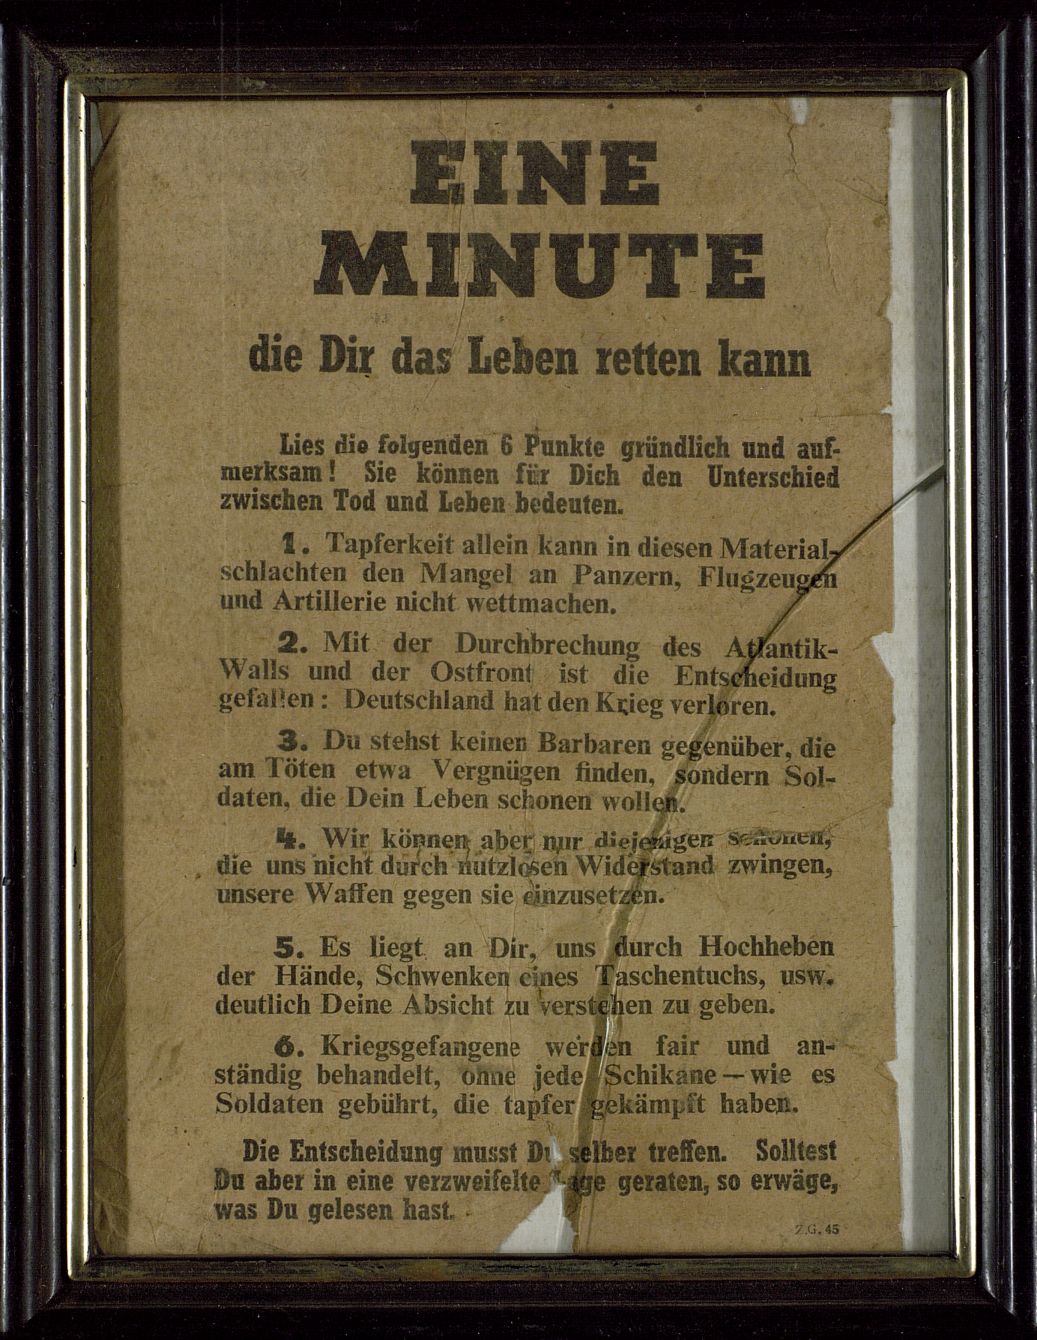 EINE
MINUTE
die Dir das Leben retten kann
Lies die folgenden 6 Punkte gründlich und auf-
merksam! Sie können für Dich den Unterschied
zwischen Tod und Leben bedeuten.
1. Tapferkeit allein kann in diesen Material-
schlachten den Mangel an Panzern, Flugzeugen
und Artillerie nicht wettmachen.
2. Mit der Durchbrechung des Atlantik-
Walls und der Ostfront ist die Entscheidung
gefallen: Deutschland hat den Krieg verloren.
3. Du stehst keinen Barbaren gegenüber, die
am Töten etwa Vergnügen finden, sondern Sol-
daten, die Dein Leben schonen wollen.
4. Wir können aber nur diejenigen schonen,
die uns nicht durch nutzlosen Widerstand zwingen,
unsere Waffen gegen sie einzusetzen.
5. Es liegt an Dir, uns durch Hochheben
der Hände, Schwenken eines Taschentuchs, usw.
deutlich Deine Absicht zu verstehen zu geben.
6. Kriegsgefangene werden fair und an-
ständig behandelt, ohne jede Schikane — wie es
Soldaten gebührt, die tapfer gekämpft haben.
Die Entscheidung musst Du selber treffen. Solltest
Du aber in eine verzweifelte Lage geraten, so erwäge,
was Du gelesen hast.
Z.G. 45